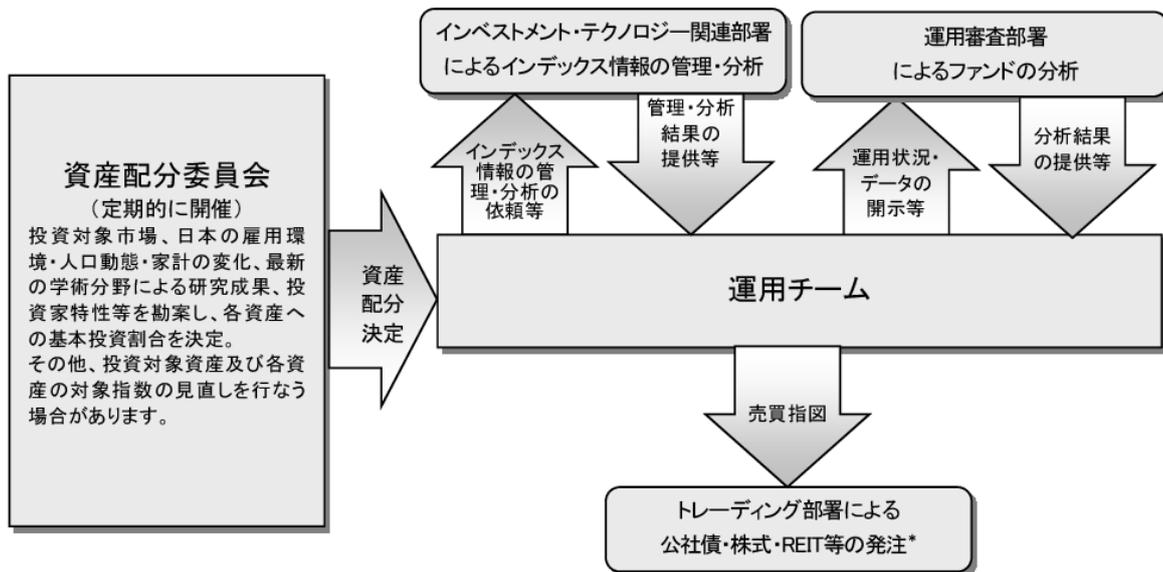 インベストメント・テクノロジー関連部署
によるインデックス情報の管理・分析
運用審査部署
によるファンドの分析
資産配分委員会
（定期的に開催）
投資対象市場、日本の雇用環
境・人口動態・家計の変化、最新
の学術分野による研究成果、投
資家特性等を勘案し、各資産へ
の基本投資割合を決定。
その他、投資対象資産及び各資
産の対象指数の見直しを行なう
場合があります。
インデックス
情報の管
理・分析の
依頼等
管理・分析
結果の
提供等
運用状況・
データの
開示等
分析結果
の提供等
資産
配分
決定
運用チーム
売買指図
トレーディング部署による
公社債・株式・REIT等の発注*